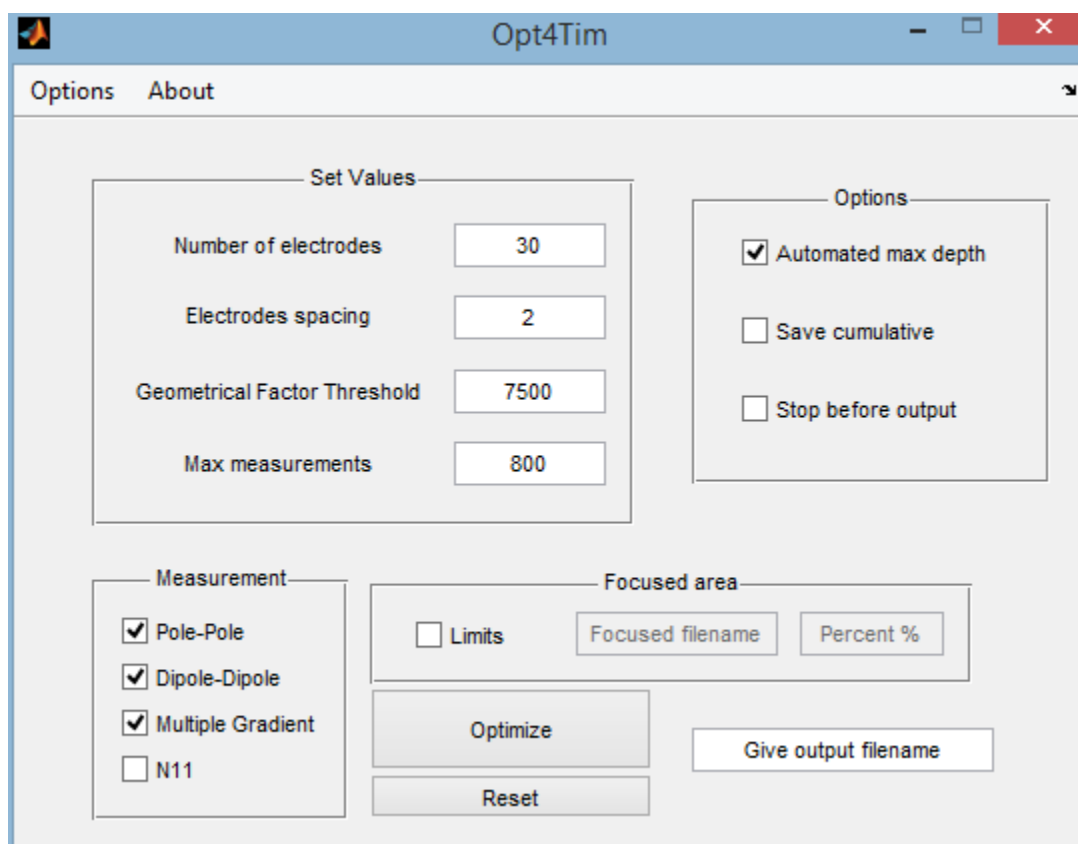 Opt4Tim
Options About
Set Values
Number of electrodes 30
Electrodes spacing 2
Geometrical Factor Threshold 7500
Max measurements 800
Options
Automated max depth
Save cumulative
Stop before output
Measurement
Pole-Pole
Dipole-Dipole
Multiple Gradient
N11
Focused area
Limits Focused filename Percent %
Optimize
Reset
Give output filename